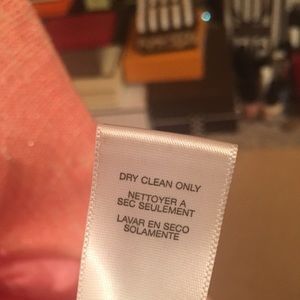 DRY CLEAN ONLY
NETTOYER A
SEC SEULEMENT
LAVAR EN SECO
SOLAMENTE